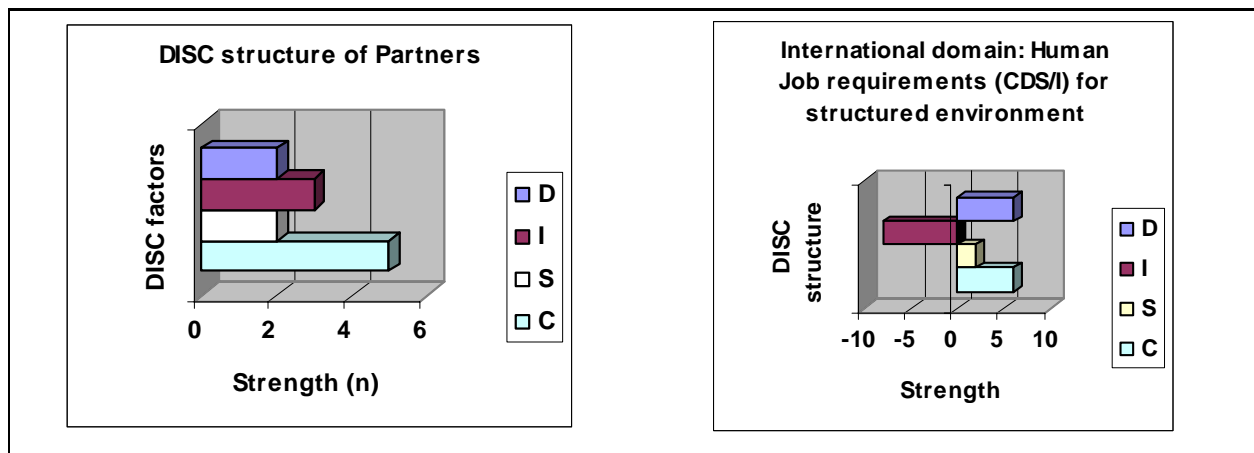 DISC structure of Partners
DISC factors
D
I
S
C
0 2 4 6
Strength (n)
International domain: Human
Job requirements (CDS/I) for
structured environment
DISC
structure
D
I
S
C
-10 -5 0 5 10
Strength